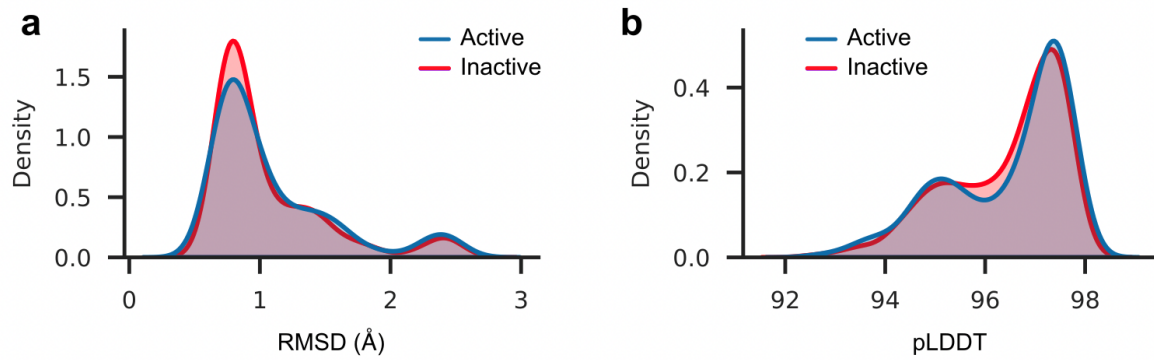 a
Active
Inactive
Density
1.5
1.0
0.5
0.0
0
1
2
3
RMSD (Å)
b
Active
Inactive
Density
0.4
0.2
0.0
92
94
96
98
pLDDT